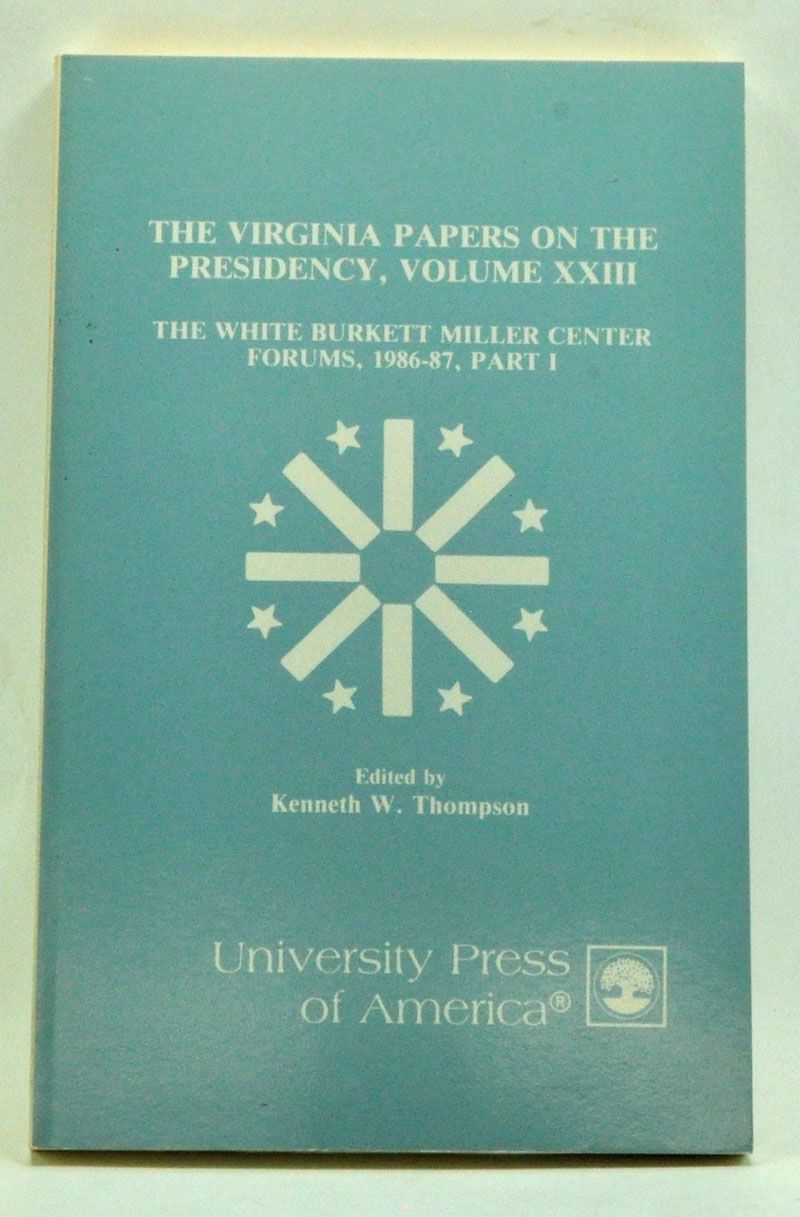 THE VIRGINIA PAPERS ON THE
PRESIDENCY, VOLUME XXIII
THE WHITE BURKETT MILLER CENTER
FORUMS, 1986-87, PART I
Edited by
Kenneth W. Thompson
University Press
of America®